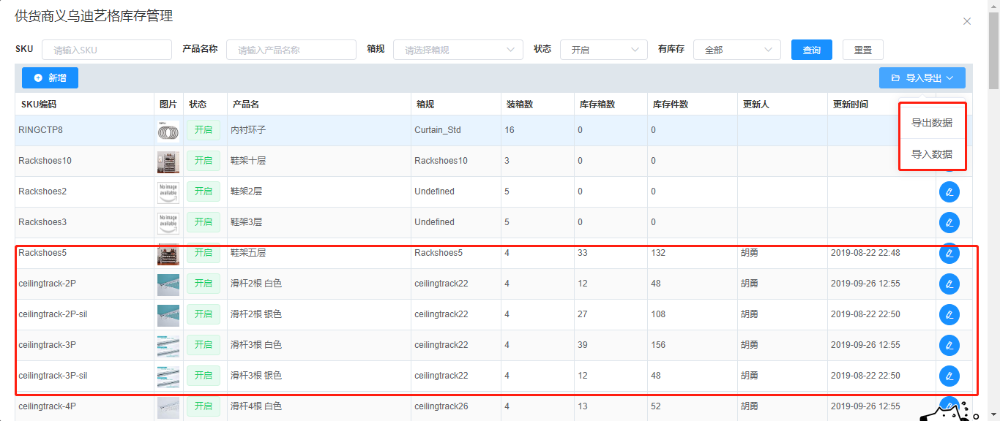 供货商义乌迪艺格库存管理
SKU 请输入SKU 产品名称 请输入产品名称 箱规 请选择箱规 状态 开启 有库存 全部 查询 重置
新增 导入导出
SKU编码 图片 状态 产品名 箱规 装箱数 库存箱数 库存件数 更新人 更新时间
导出数据
导入数据
RINGCTP8 开启 内衬环子 Curtain_Std 16 0 0
Rackshoes10 开启 鞋架十层 Rackshoes10 3 0 0
Rackshoes2 No image available 开启 鞋架2层 Undefined 5 0 0
Rackshoes3 No image available 开启 鞋架3层 Undefined 5 0 0
Rackshoes5 开启 鞋架五层 Rackshoes5 4 33 132 胡勇 2019-08-22 22:48
ceilingtrack-2P 开启 滑杆2根 白色 ceilingtrack22 4 12 48 胡勇 2019-09-26 12:55
ceilingtrack-2P-sil 开启 滑杆2根 银色 ceilingtrack22 4 27 108 胡勇 2019-08-22 22:50
ceilingtrack-3P 开启 滑杆3根 白色 ceilingtrack22 4 39 156 胡勇 2019-09-26 12:55
ceilingtrack-3P-sil 开启 滑杆3根 银色 ceilingtrack22 4 12 48 胡勇 2019-08-22 22:50
ceilingtrack-4P 开启 滑杆4根 白色 ceilingtrack26 4 13 52 胡勇 2019-09-26 12:55